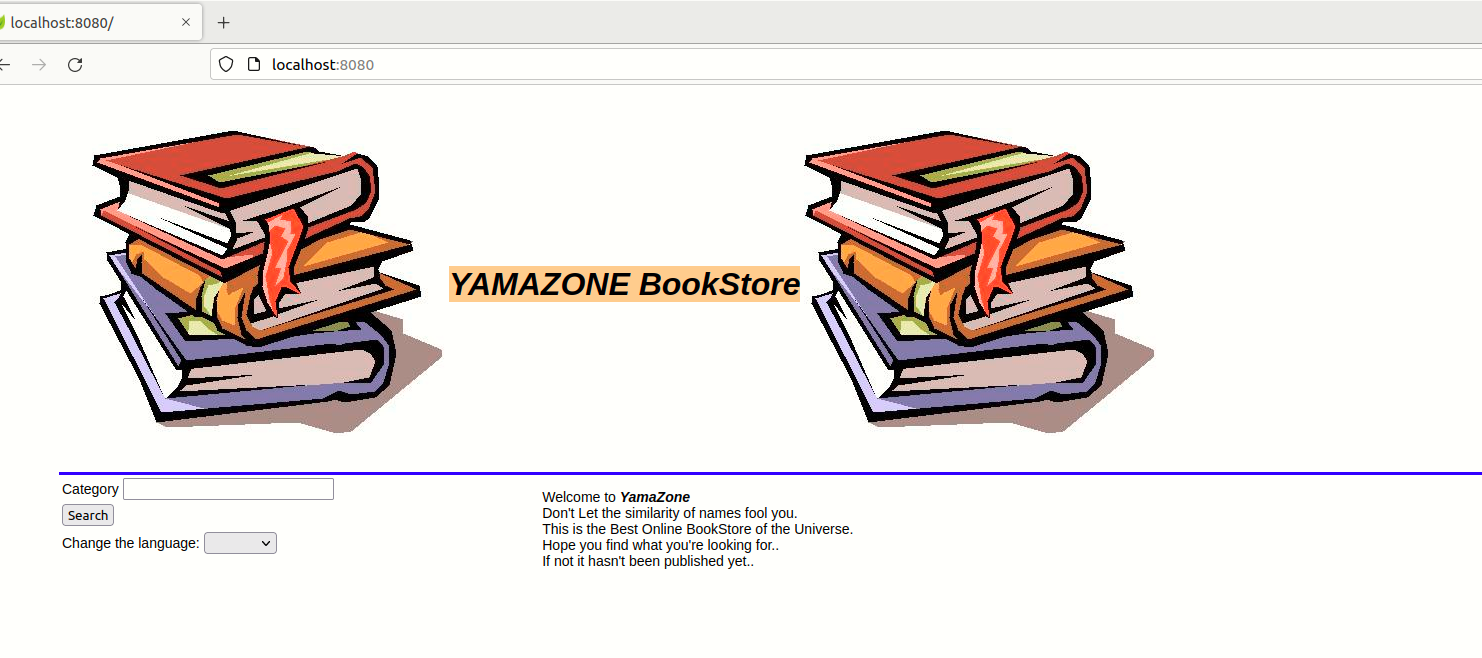 localhost:8080/
localhost:8080
YAMAZONE BookStore
Category
Search
Change the language:
Welcome to YamaZone
Don't Let the similarity of names fool you.
This is the Best Online BookStore of the Universe.
Hope you find what you're looking for..
If not it hasn't been published yet..